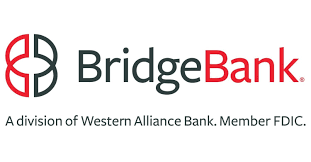 BridgeBank®
A division of Western Alliance Bank. Member FDIC.